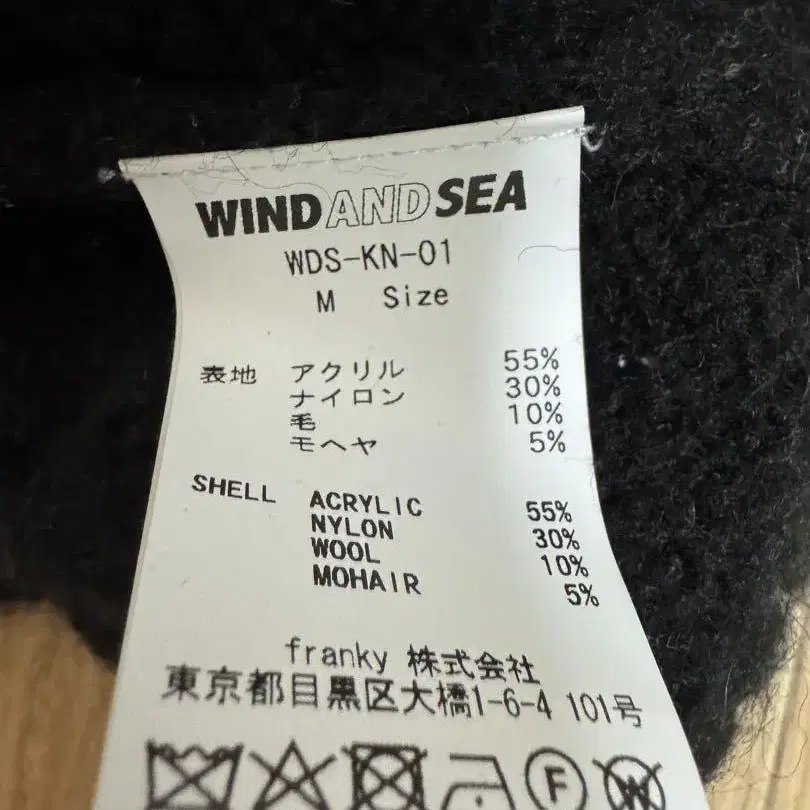 WIND AND SEA
WDS-KN-01
M Size
表地 アクリル 55%
ナイロン 30%
毛 10%
モヘヤ 5%
SHELL ACRYLIC 55%
NYLON 30%
WOOL 10%
MOHAIR 5%
franky 株式会社
東京都目黒区大橋1-6-4 101号
F W